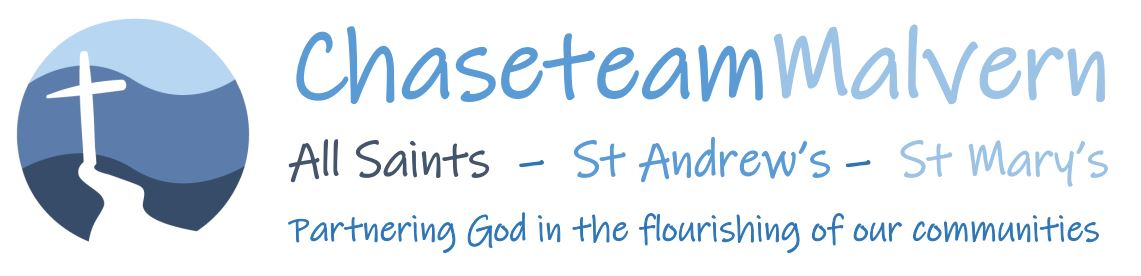 ChaseteamMalvern
All Saints – St Andrew's – St Mary's
Partnering God in the flourishing of our communities